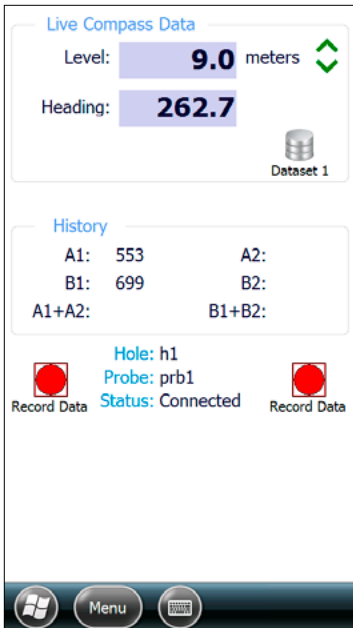 Live Compass Data
Level: 9.0 meters
Heading: 262.7
Dataset 1
History
A1: 553 A2:
B1: 699 B2:
A1+A2: B1+B2:
Hole: h1
Probe: prb1
Record Data Status: Connected Record Data
Menu